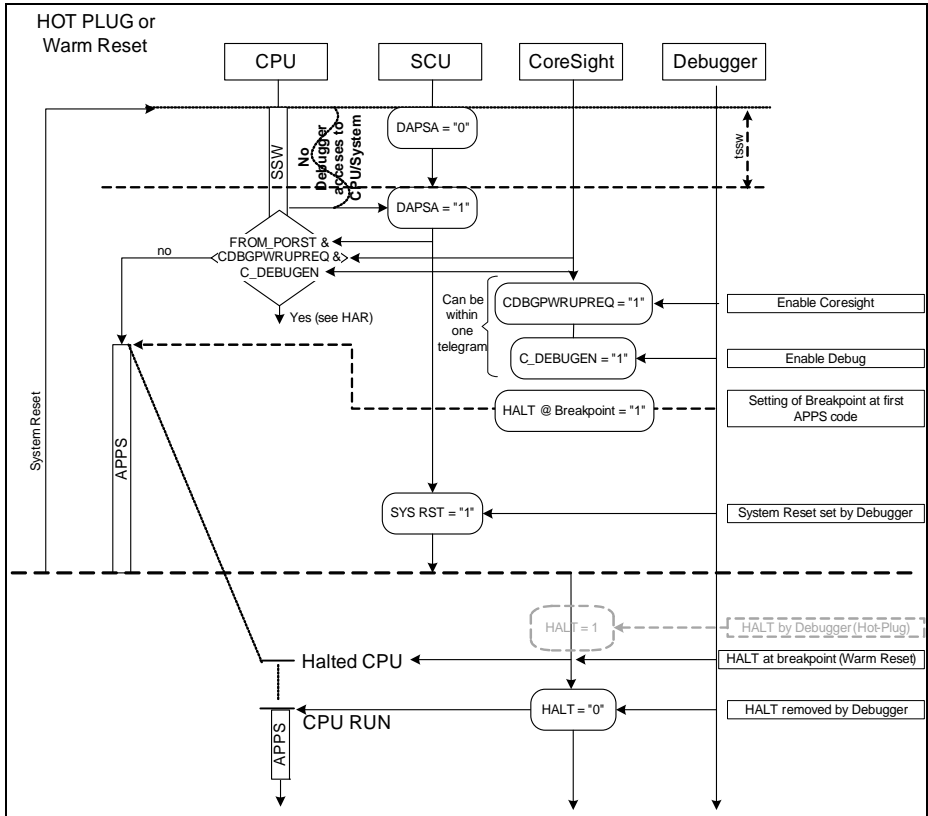 HOT PLUG or
Warm Reset
CPU
SCU
CoreSight
Debugger
SSW
No
Debugger
acceses to
CPU/System
DAPSA = "0"
tssw
DAPSA = "1"
FROM_PORST &
CDBGPWRUPREQ &
C_DEBUGEN
no
Yes (see HAR)
Can be
within
one
telegram
CDBGPWRUPREQ = "1"
Enable Coresight
C_DEBUGEN = "1"
Enable Debug
HALT @ Breakpoint = "1"
Setting of Breakpoint at first
APPS code
System Reset
APPS
SYS RST = "1"
System Reset set by Debugger
HALT = 1
HALT by Debugger (Hot-Plug)
Halted CPU
HALT at breakpoint (Warm Reset)
HALT = "0"
HALT removed by Debugger
CPU RUN
APPS